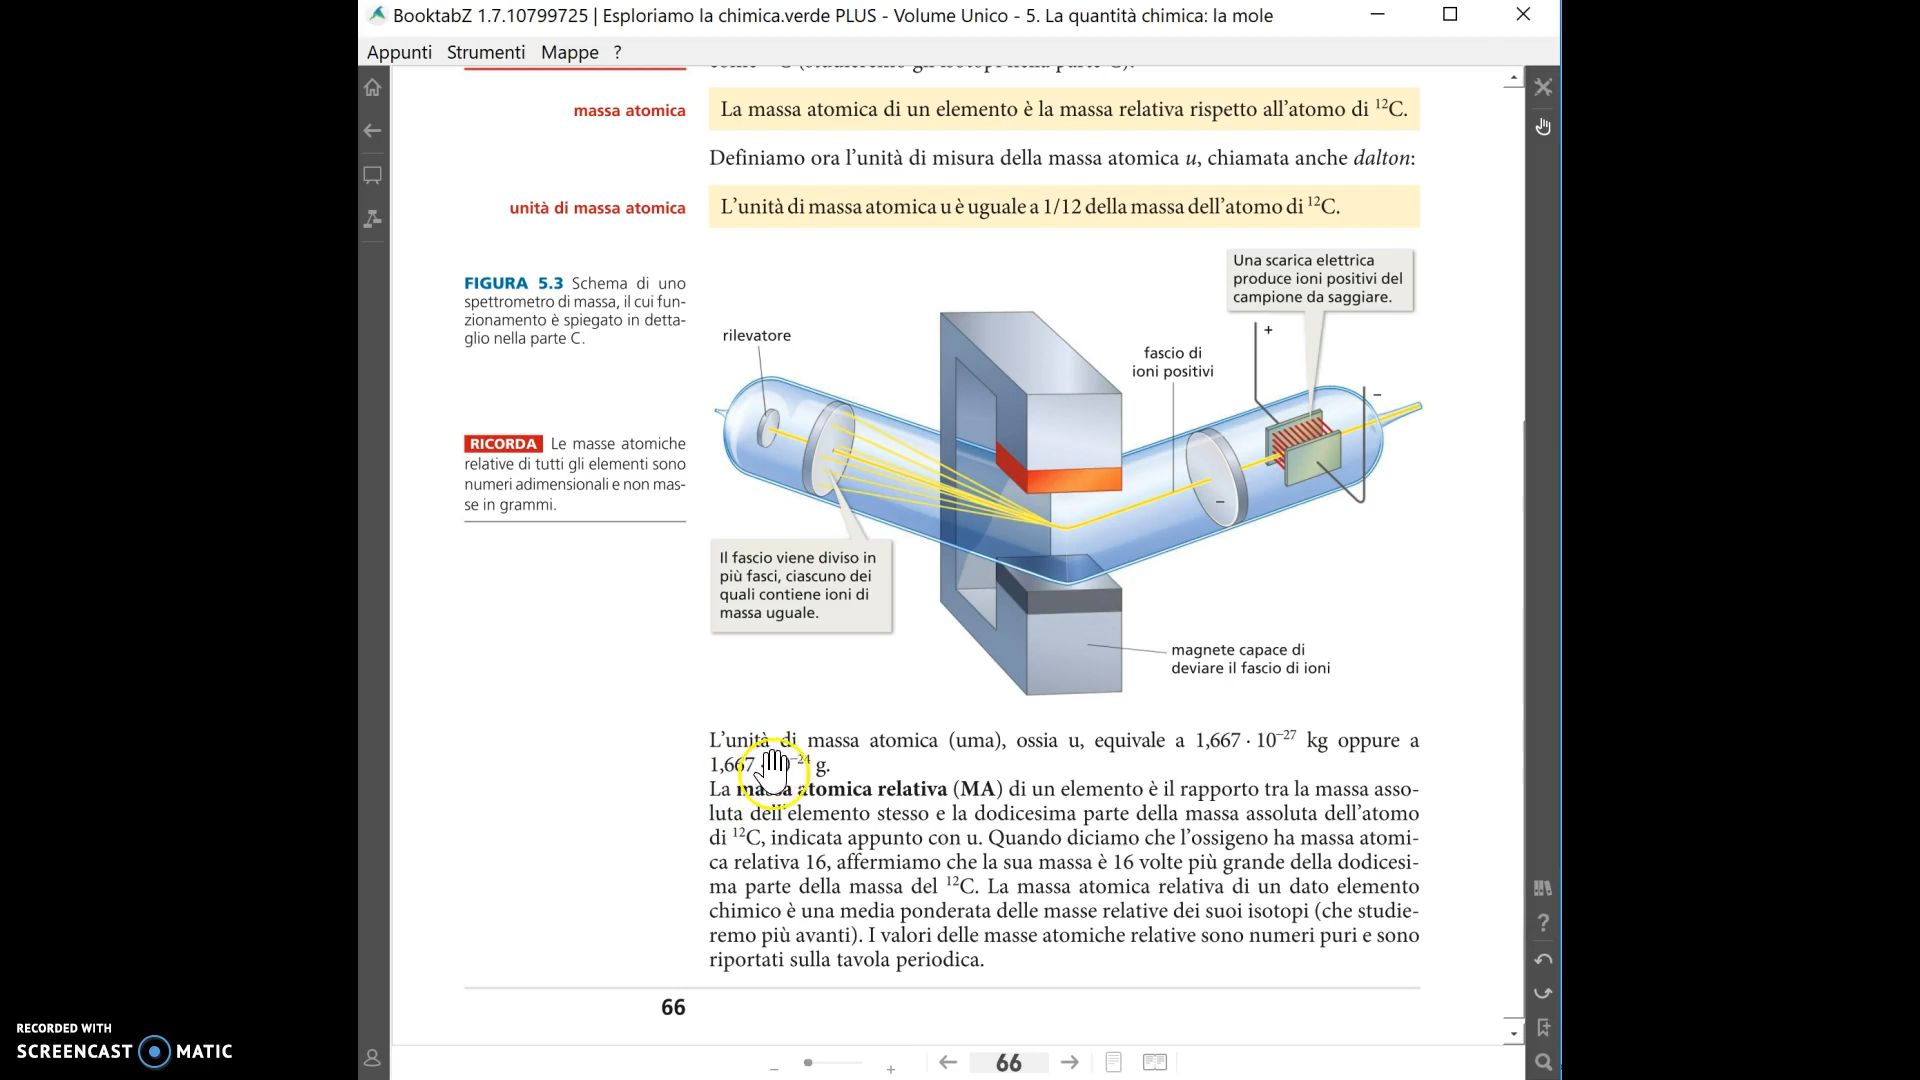 BooktabZ 1.7.10799725 | Esploriamo la chimica.verde PLUS - Volume Unico - 5. La quantità chimica: la mole
Appunti Strumenti Mappe ?
massa atomica
La massa atomica di un elemento è la massa relativa rispetto all’atomo di ¹²C.
Definiamo ora l’unità di misura della massa atomica u, chiamata anche dalton:
unità di massa atomica
L’unità di massa atomica u è uguale a 1/12 della massa dell’atomo di ¹²C.
FIGURA 5.3 Schema di uno
spettrometro di massa, il cui fun-
zionamento è spiegato in detta-
glio nella parte C.
RICORDA Le masse atomiche
relative di tutti gli elementi sono
numeri adimensionali e non mas-
se in grammi.
Una scarica elettrica
produce ioni positivi del
campione da saggiare.
rilevatore
fascio di
ioni positivi
+
−
−
Il fascio viene diviso in
più fasci, ciascuno dei
quali contiene ioni di
massa uguale.
magnete capace di
deviare il fascio di ioni
L’unità di massa atomica (uma), ossia u, equivale a 1,667 · 10⁻²⁷ kg oppure a
1,667 · ⁻²⁴ g.
La massa atomica relativa (MA) di un elemento è il rapporto tra la massa asso-
luta dell’elemento stesso e la dodicesima parte della massa assoluta dell’atomo
di ¹²C, indicata appunto con u. Quando diciamo che l’ossigeno ha massa atomi-
ca relativa 16, affermiamo che la sua massa è 16 volte più grande della dodicesi-
ma parte della massa del ¹²C. La massa atomica relativa di un dato elemento
chimico è una media ponderata delle masse relative dei suoi isotopi (che studie-
remo più avanti). I valori delle masse atomiche relative sono numeri puri e sono
riportati sulla tavola periodica.
66
66
RECORDED WITH
SCREENCAST MATIC